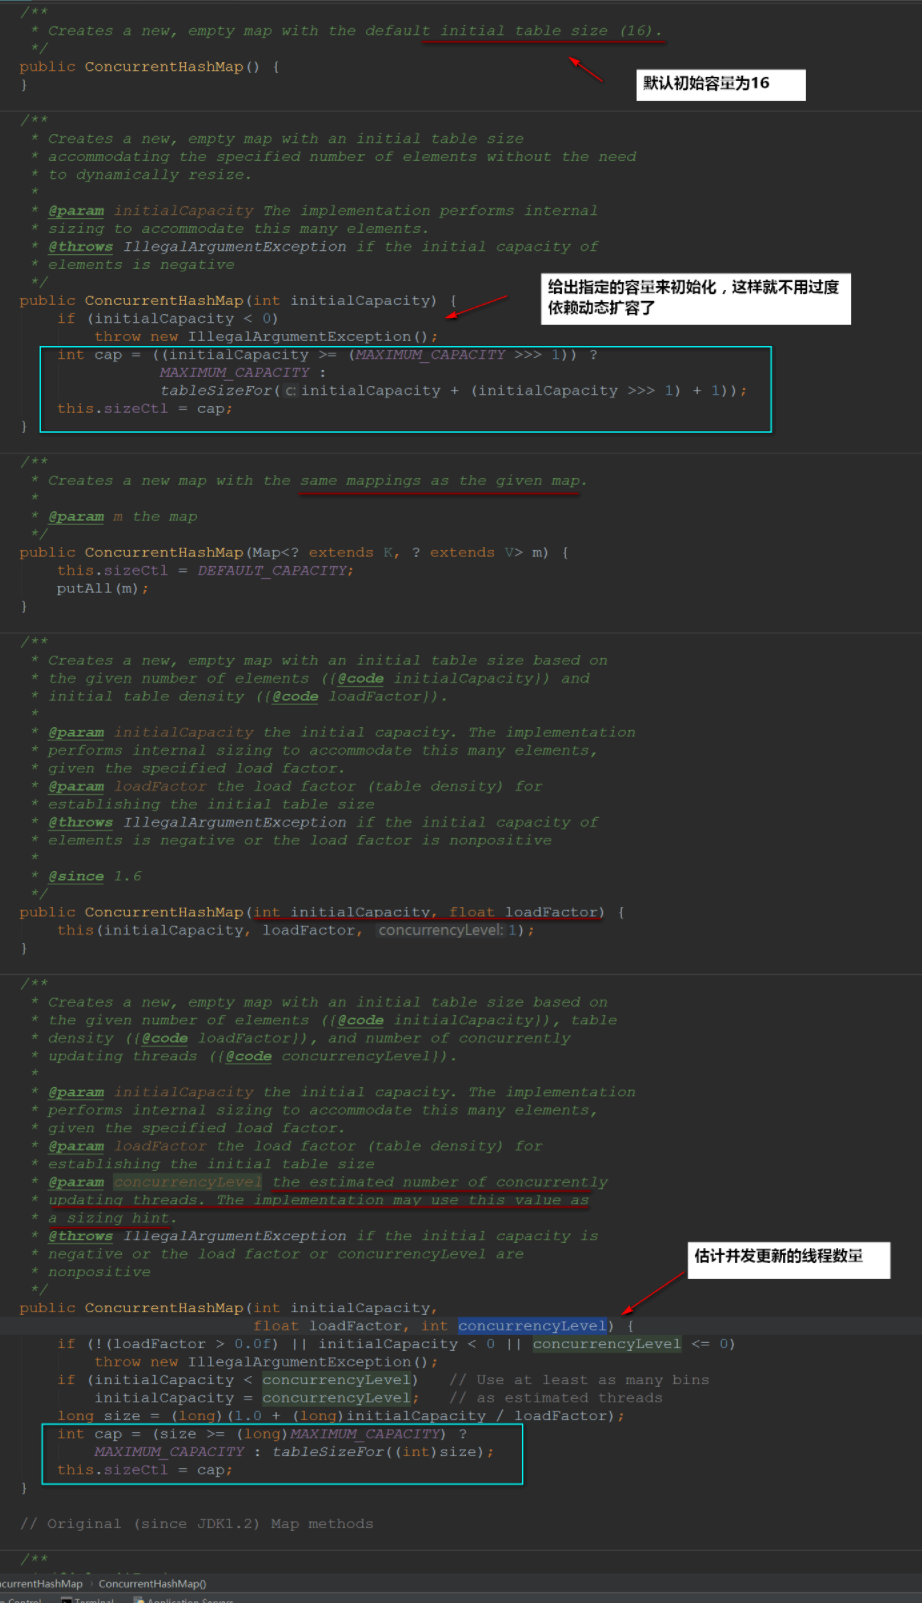 /**
 * Creates a new, empty map with the default initial table size (16).
 */
public ConcurrentHashMap() {
}
默认初始容量为16
/**
 * Creates a new, empty map with an initial table size
 * accommodating the specified number of elements without the need
 * to dynamically resize.
 *
 * @param initialCapacity The implementation performs internal
 * sizing to accommodate this many elements.
 * @throws IllegalArgumentException if the initial capacity of
 * elements is negative
 */
给出指定的容量来初始化，这样就不用过度
依赖动态扩容了
public ConcurrentHashMap(int initialCapacity) {
    if (initialCapacity < 0)
        throw new IllegalArgumentException();
    int cap = ((initialCapacity >= (MAXIMUM_CAPACITY >>> 1)) ?
               MAXIMUM_CAPACITY :
               tableSizeFor( c: initialCapacity + (initialCapacity >>> 1) + 1));
    this.sizeCtl = cap;
}
/**
 * Creates a new map with the same mappings as the given map.
 *
 * @param m the map
 */
public ConcurrentHashMap(Map<? extends K, ? extends V> m) {
    this.sizeCtl = DEFAULT_CAPACITY;
    putAll(m);
}
/**
 * Creates a new, empty map with an initial table size based on
 * the given number of elements ({@code initialCapacity}) and
 * initial table density ({@code loadFactor}).
 *
 * @param initialCapacity the initial capacity. The implementation
 * performs internal sizing to accommodate this many elements,
 * given the specified load factor.
 * @param loadFactor the load factor (table density) for
 * establishing the initial table size
 * @throws IllegalArgumentException if the initial capacity of
 * elements is negative or the load factor is nonpositive
 *
 * @since 1.6
 */
public ConcurrentHashMap(int initialCapacity, float loadFactor) {
    this(initialCapacity, loadFactor, concurrencyLevel: 1);
}
/**
 * Creates a new, empty map with an initial table size based on
 * the given number of elements ({@code initialCapacity}), table
 * density ({@code loadFactor}), and number of concurrently
 * updating threads ({@code concurrencyLevel}).
 *
 * @param initialCapacity the initial capacity. The implementation
 * performs internal sizing to accommodate this many elements,
 * given the specified load factor.
 * @param loadFactor the load factor (table density) for
 * establishing the initial table size
 * @param concurrencyLevel the estimated number of concurrently
 * updating threads. The implementation may use this value as
 * a sizing hint.
 * @throws IllegalArgumentException if the initial capacity is
 * negative or the load factor or concurrencyLevel are
 * nonpositive
 */
估计并发更新的线程数量
public ConcurrentHashMap(int initialCapacity,
                         float loadFactor, int concurrencyLevel) {
    if (!(loadFactor > 0.0f) || initialCapacity < 0 || concurrencyLevel <= 0)
        throw new IllegalArgumentException();
    if (initialCapacity < concurrencyLevel)   // Use at least as many bins
        initialCapacity = concurrencyLevel;   // as estimated threads
    long size = (long)(1.0 + (long)initialCapacity / loadFactor);
    int cap = (size >= (long)MAXIMUM_CAPACITY) ?
        MAXIMUM_CAPACITY : tableSizeFor((int)size);
    this.sizeCtl = cap;
}
// Original (since JDK1.2) Map methods
/**
ncurrentHashMap › ConcurrentHashMap()
Control Terminal Application Servers